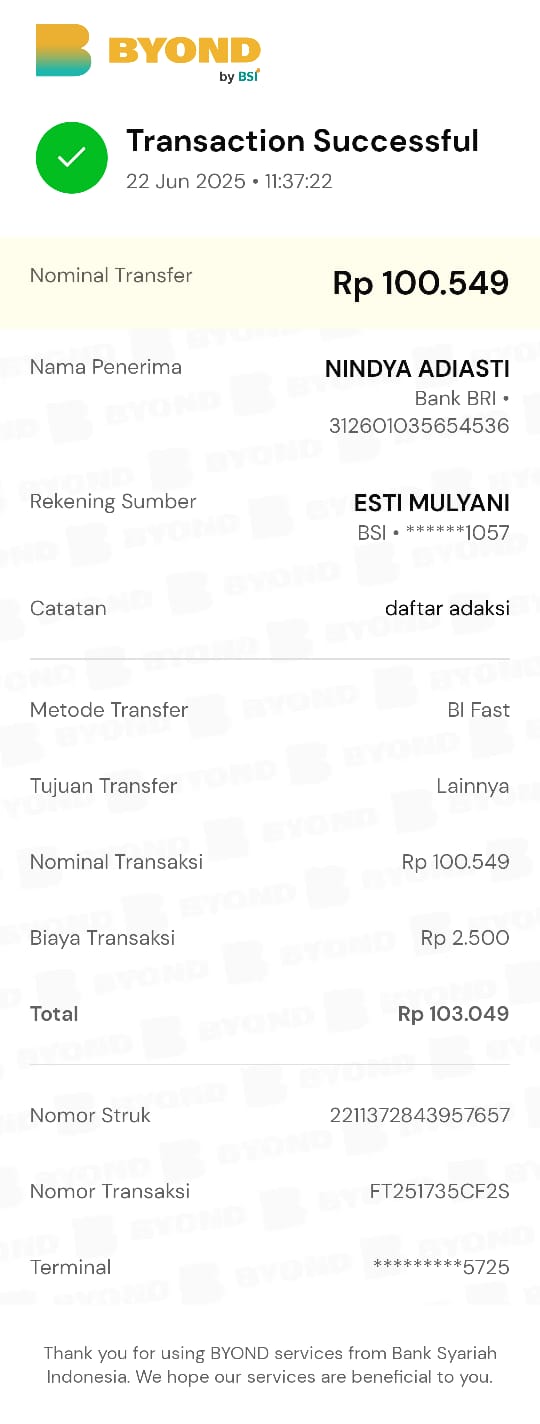 BYOND
by BSI
Transaction Successful
22 Jun 2025 • 11:37:22
Nominal Transfer
Rp 100.549
Nama Penerima
NINDYA ADIASTI
Bank BRI •
312601035654536
Rekening Sumber
ESTI MULYANI
BSI • ******1057
Catatan
daftar adaksi
Metode Transfer
BI Fast
Tujuan Transfer
Lainnya
Nominal Transaksi
Rp 100.549
Biaya Transaksi
Rp 2.500
Total
Rp 103.049
Nomor Struk
2211372843957657
Nomor Transaksi
FT251735CF2S
Terminal
*********5725
Thank you for using BYOND services from Bank Syariah
Indonesia. We hope our services are beneficial to you.